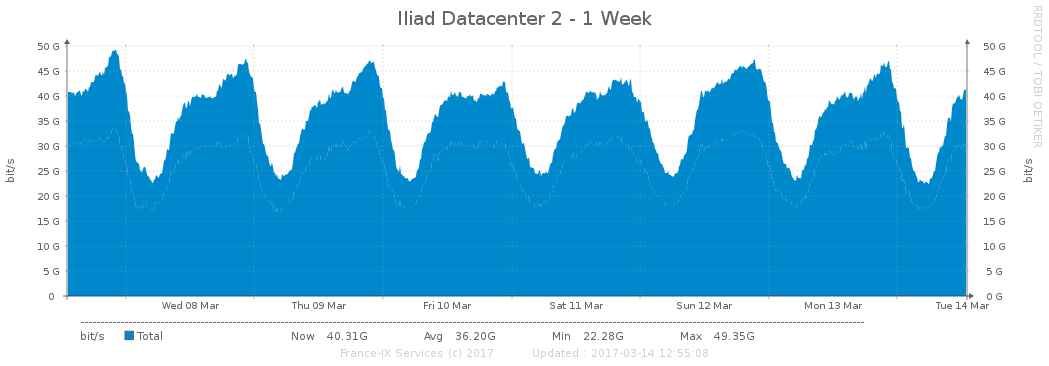 Iliad Datacenter 2 - 1 Week
RRDTOOL / TOBI OETIKER
50 G 50 G
45 G 45 G
40 G 40 G
35 G 35 G
30 G 30 G
25 G 25 G
20 G 20 G
15 G 15 G
10 G 10 G
5 G 5 G
0 0 G
bit/s
bit/s
Wed 08 Mar Thu 09 Mar Fri 10 Mar Sat 11 Mar Sun 12 Mar Mon 13 Mar Tue 14 Mar
bit/s Total Now 40.31G Avg 36.20G Min 22.28G Max 49.35G
France-IX Services (c) 2017 Updated : 2017-03-14 12:55:08